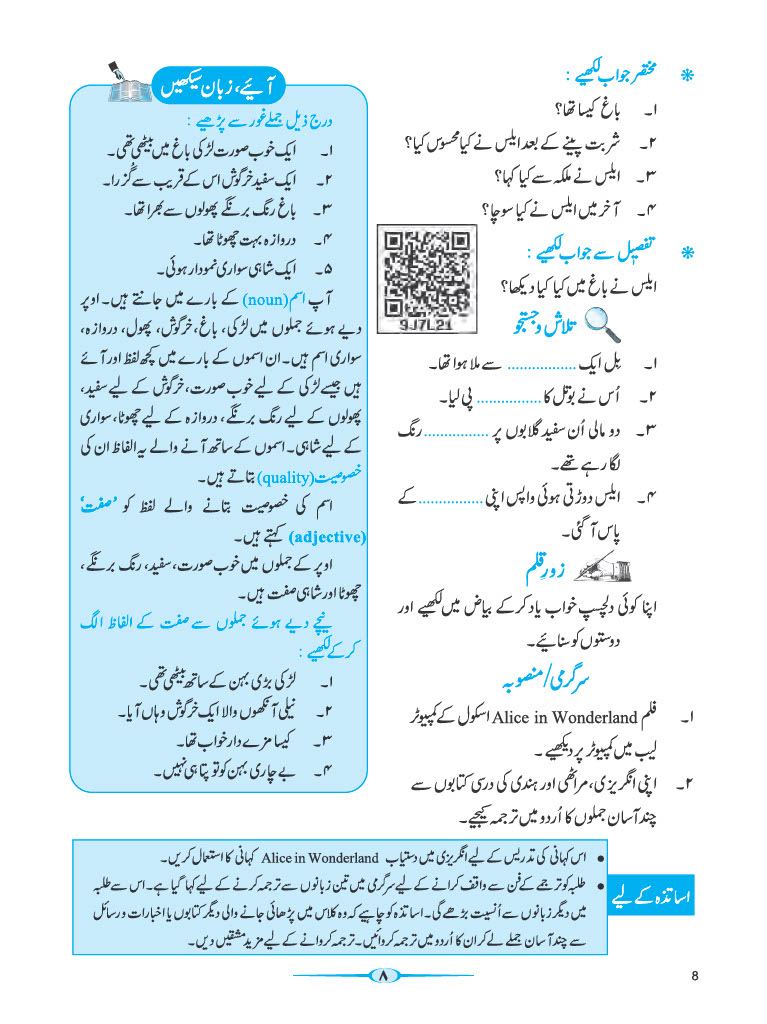 * مختصر جواب لکھیے :
۱۔ باغ کیسا تھا؟
۲۔ شربت پینے کے بعد ایلس نے کیا محسوس کیا؟
۳۔ ایلس نے ملکہ سے کیا کہا؟
۴۔ آخر میں ایلس نے کیا سوچا؟
* تفصیل سے جواب لکھیے :
ایلس نے باغ میں کیا کیا دیکھا؟
9J7L21
تلاش و جستجو
۱۔ بِل ایک ................. سے ملا ہوا تھا۔
۲۔ اُس نے بوتل کا ................ پی لیا۔
۳۔ دو مالی اُن سفید گلابوں پر ................ رنگ
لگا رہے تھے۔
۴۔ ایلس دوڑتی ہوئی واپس اپنی ................ کے
پاس آ گئی۔
زورِ قلم
اپنا کوئی دلچسپ خواب یاد کرکے بیاض میں لکھیے اور
دوستوں کو سنائیے۔
سرگرمی/منصوبہ
۱۔ فلم Alice in Wonderland اسکول کے کمپیوٹر
لیب میں کمپیوٹر پر دیکھیے۔
۲۔ اپنی انگریزی، مراٹھی اور ہندی کی درسی کتابوں سے
چند آسان جملوں کا اُردو میں ترجمہ کیجیے۔
آئیے، زبان سیکھیں
درج ذیل جملے غور سے پڑھیے :
۱۔ ایک خوب صورت لڑکی باغ میں بیٹھی تھی۔
۲۔ ایک سفید خرگوش اس کے قریب سے گُزرا۔
۳۔ باغ رنگ برنگے پھولوں سے بھرا تھا۔
۴۔ دروازہ بہت چھوٹا تھا۔
۵۔ ایک شاہی سواری نمودار ہوئی۔
آپ اسم (noun) کے بارے میں جانتے ہیں۔ اوپر
دیے ہوئے جملوں میں لڑکی، باغ، خرگوش، پھول، دروازہ،
سواری اسم ہیں۔ ان اسموں کے بارے میں کچھ لفظ اور آئے
ہیں جیسے لڑکی کے لیے خوب صورت، خرگوش کے لیے سفید،
پھولوں کے لیے رنگ برنگے، دروازہ کے لیے چھوٹا، سواری
کے لیے شاہی۔ اسموں کے ساتھ آنے والے یہ الفاظ ان کی
خصوصیت (quality) بتاتے ہیں۔
اسم کی خصوصیت بتانے والے لفظ کو ’صفت‘
(adjective) کہتے ہیں۔
اوپر کے جملوں میں خوب صورت، سفید، رنگ برنگے،
چھوٹا اور شاہی صفت ہیں۔
نیچے دیے ہوئے جملوں سے صفت کے الفاظ الگ
کرکے لکھیے :
۱۔ لڑکی بڑی بہن کے ساتھ بیٹھی تھی۔
۲۔ نیلی آنکھوں والا ایک خرگوش وہاں آیا۔
۳۔ کیسا مزے دار خواب تھا۔
۴۔ بے چاری بہن کو تو پتا ہی نہیں۔
اساتذہ کے لیے
• اس کہانی کی تدریس کے لیے انگریزی میں دستیاب Alice in Wonderland کہانی کا استعمال کریں۔
• طلبہ کو ترجمے کے فن سے واقف کرانے کے لیے سرگرمی میں تین زبانوں سے ترجمہ کرنے کے لیے کہا گیا ہے۔ اس سے طلبہ
میں دیگر زبانوں سے اُنسیت بڑھے گی۔ اساتذہ کو چاہیے کہ وہ کلاس میں پڑھائی جانے والی دیگر کتابوں یا اخبارات و رسائل
سے چند آسان جملے لے کر ان کا اُردو میں ترجمہ کروائیں۔ ترجمہ کروانے کے لیے مزید مشقیں دیں۔
۸
8